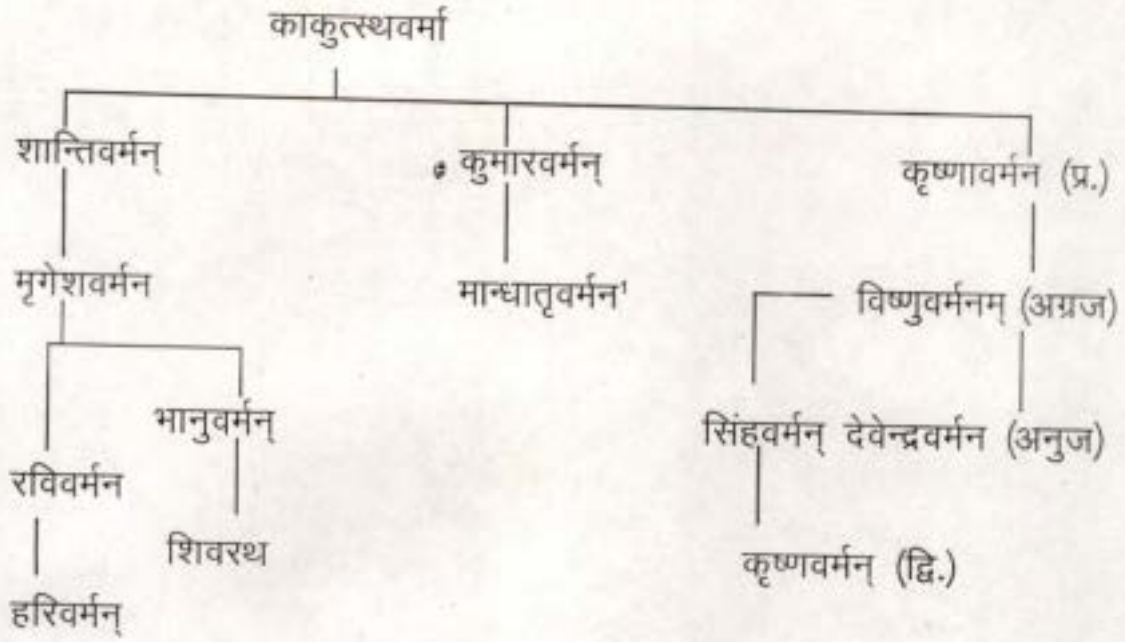 काकुत्स्थवर्मा
शान्तिवर्मन् कुमारवर्मन् कृष्णावर्मन (प्र.)
मृगेशवर्मन मान्धातृवर्मन¹ विष्णुवर्मनम् (अग्रज)
भानुवर्मन् सिंहवर्मन् देवेन्द्रवर्मन (अनुज)
रविवर्मन
शिवरथ कृष्णवर्मन् (द्वि.)
हरिवर्मन्